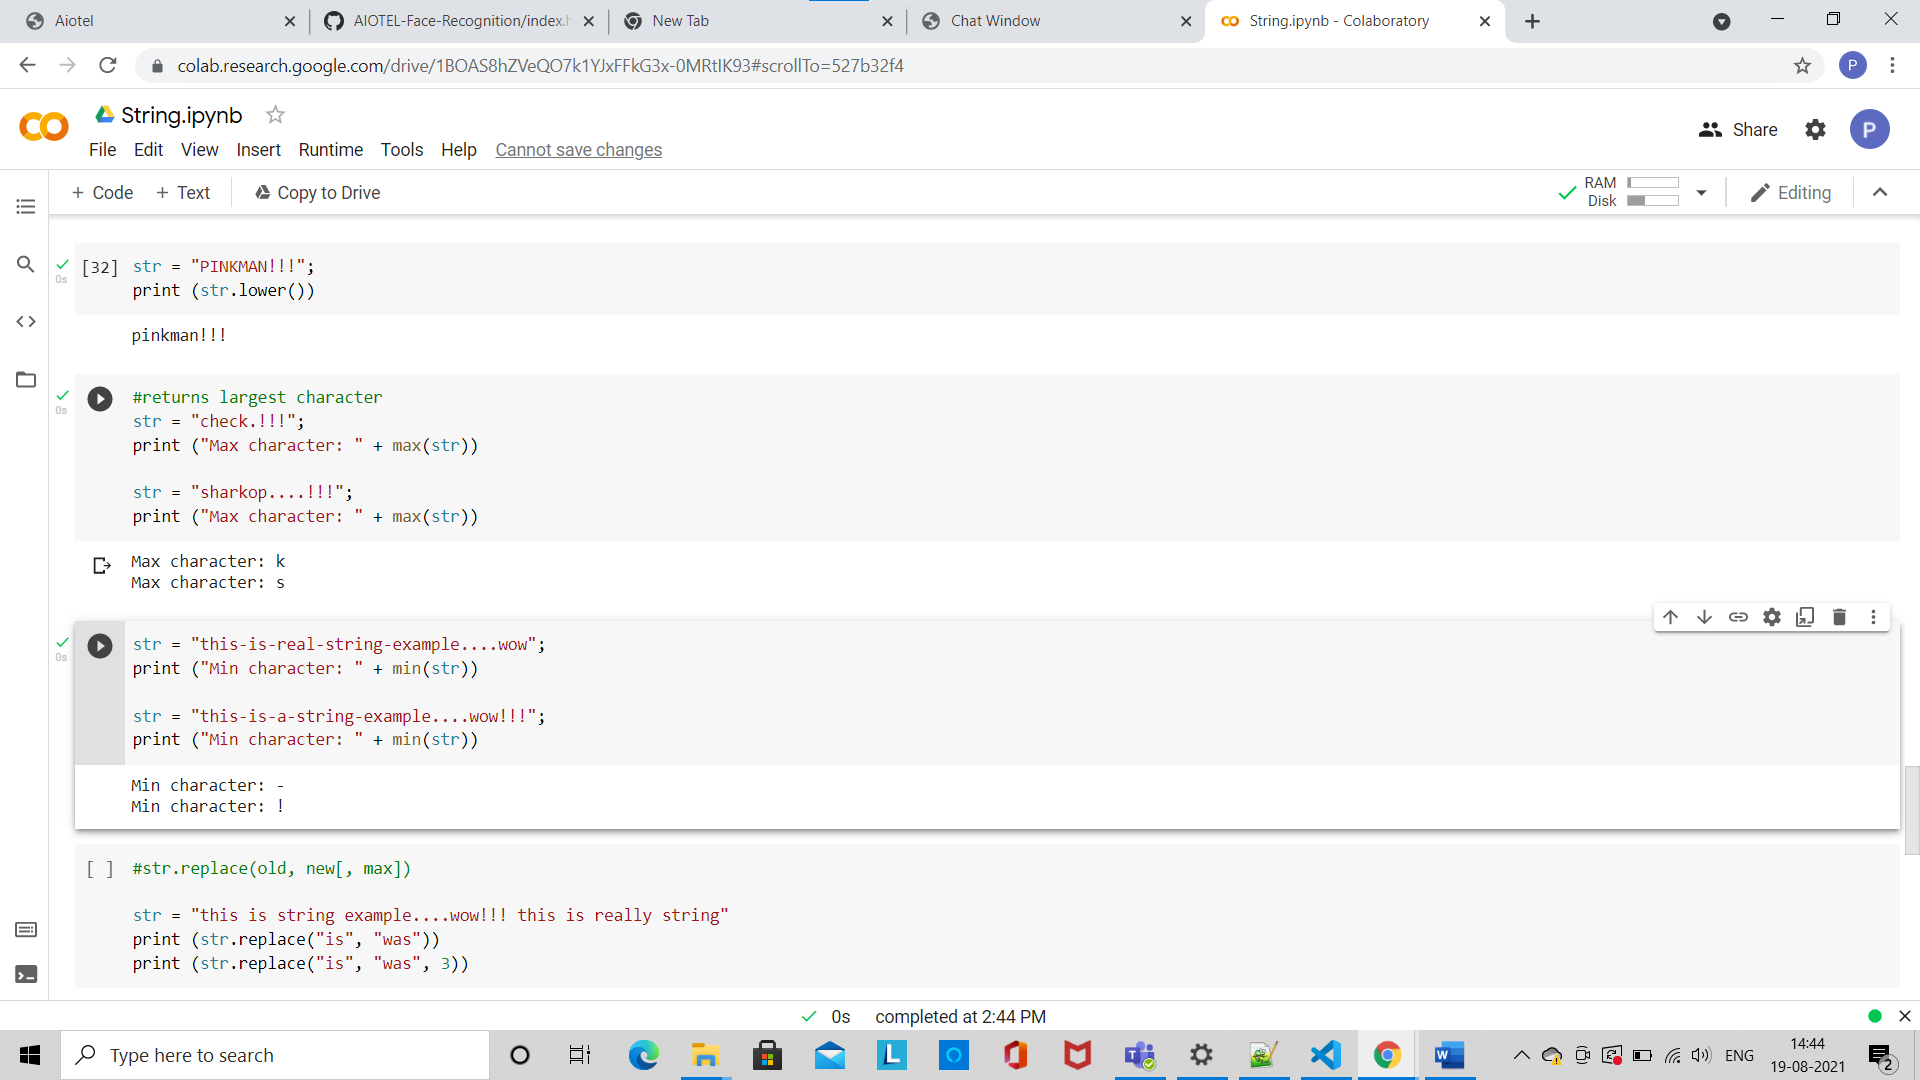 Aiotel
AIOTEL-Face-Recognition/index.h
New Tab
Chat Window
String.ipynb - Colaboratory
colab.research.google.com/drive/1BOAS8hZVeQO7k1YJxFFkG3x-0MRtIK93#scrollTo=527b32f4
P
String.ipynb
Share
P
File Edit View Insert Runtime Tools Help Cannot save changes
+ Code + Text Copy to Drive
RAM
Disk
Editing
0s
[32] str = "PINKMAN!!!";
print (str.lower())
pinkman!!!
0s
#returns largest character
str = "check.!!!";
print ("Max character: " + max(str))
str = "sharkop....!!!";
print ("Max character: " + max(str))
Max character: k
Max character: s
0s
str = "this-is-real-string-example....wow";
print ("Min character: " + min(str))
str = "this-is-a-string-example....wow!!!";
print ("Min character: " + min(str))
Min character: -
Min character: !
[ ] #str.replace(old, new[, max])
str = "this is string example....wow!!! this is really string"
print (str.replace("is", "was"))
print (str.replace("is", "was", 3))
0s completed at 2:44 PM
Type here to search
ENG
14:44
19-08-2021
2